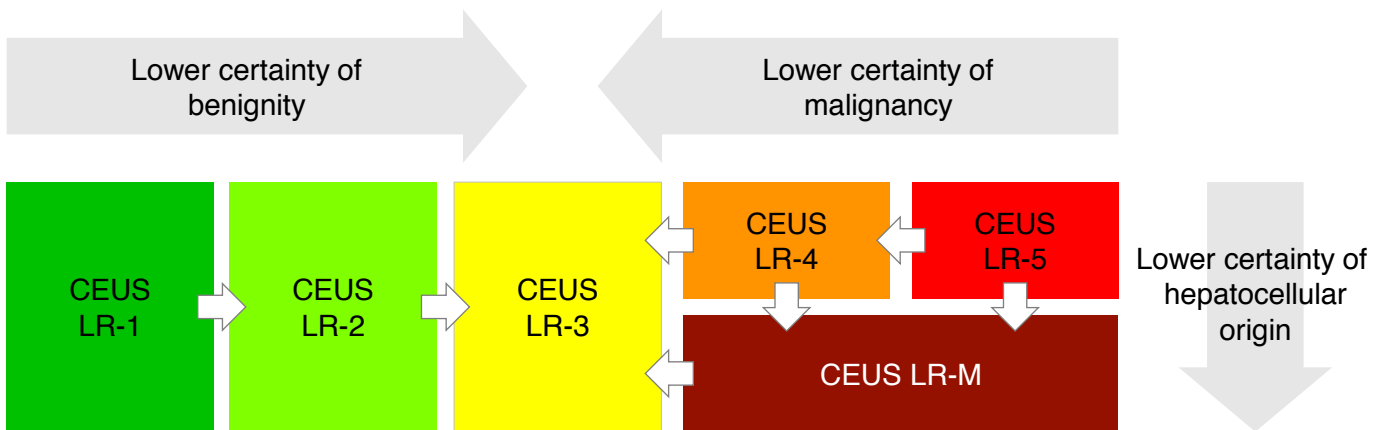 Lower certainty of
benignity
Lower certainty of
malignancy
CEUS
LR-1
CEUS
LR-2
CEUS
LR-3
CEUS
LR-4
CEUS
LR-5
CEUS LR-M
Lower certainty of
hepatocellular
origin